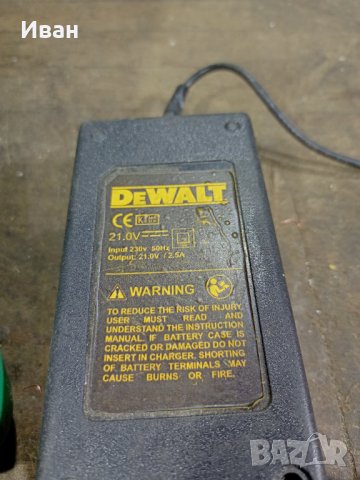 Иван
DEWALT
CE
21.0V
Input 230v 50Hz
Output: 21.0V / 2.5A
WARNING
TO REDUCE THE RISK OF INJURY,
USER MUST READ AND
UNDERSTAND THE INSTRUCTION
MANUAL. IF BATTERY CASE IS
CRACKED OR DAMAGED DO NOT
INSERT IN CHARGER. SHORTING
OF BATTERY TERMINALS MAY
CAUSE BURNS OR FIRE.
BAZAR